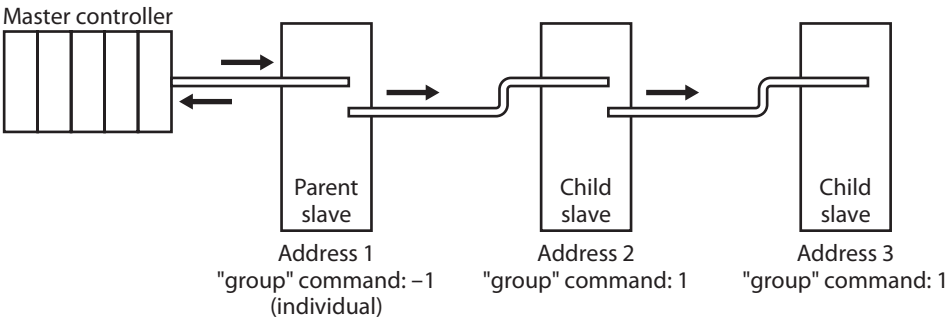 Master controller
Parent
slave
Child
slave
Child
slave
Address 1
"group" command: –1
(individual)
Address 2
"group" command: 1
Address 3
"group" command: 1